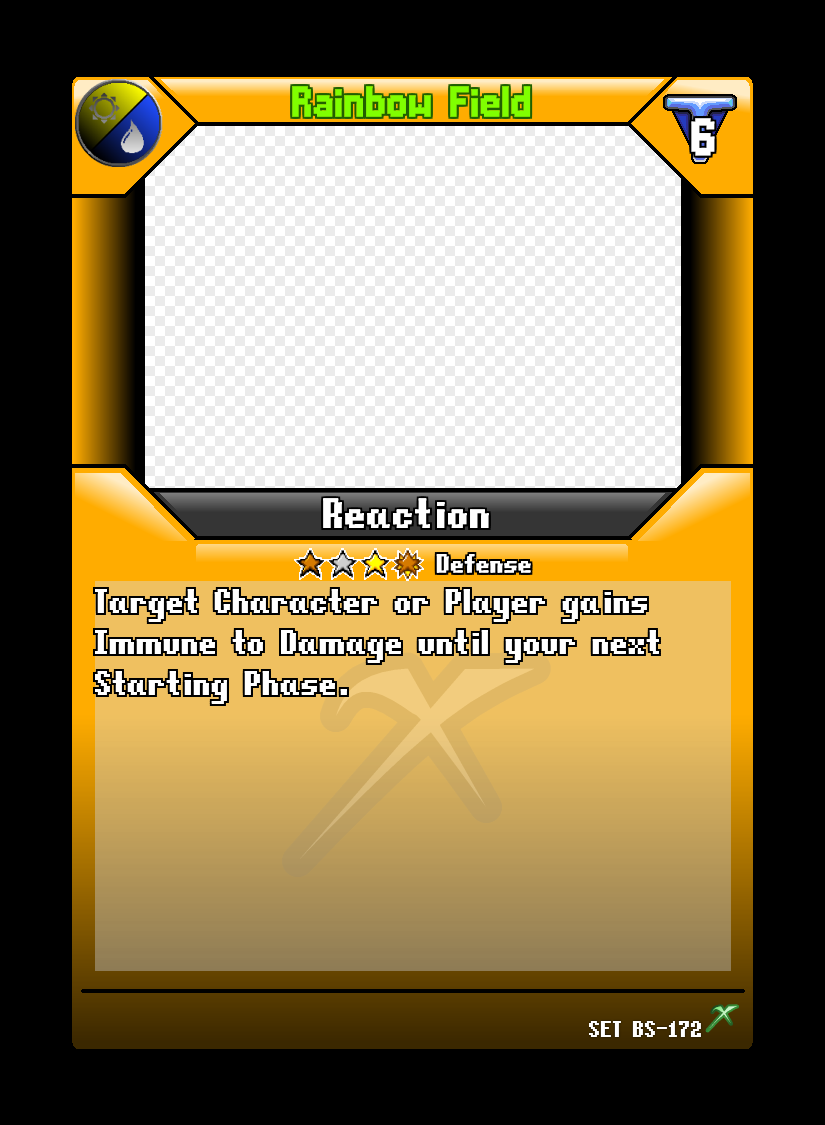 Rainbow Field
6
Reaction
Defense
Target Character or Player gains
Immune to Damage until your next
Starting Phase.
SET BS-172